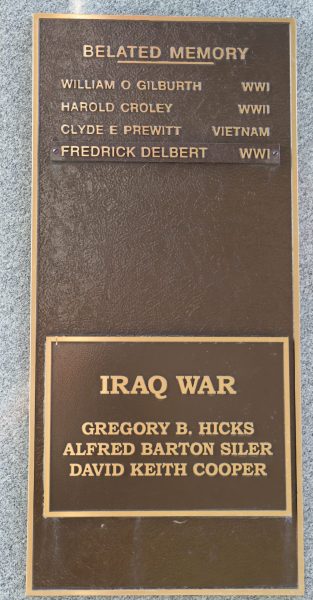 BELATED MEMORY
WILLIAM O GILBURTH WWI
HAROLD CROLEY WWII
CLYDE E PREWITT VIETNAM
FREDRICK DELBERT WWI
IRAQ WAR
GREGORY B. HICKS
ALFRED BARTON SILER
DAVID KEITH COOPER